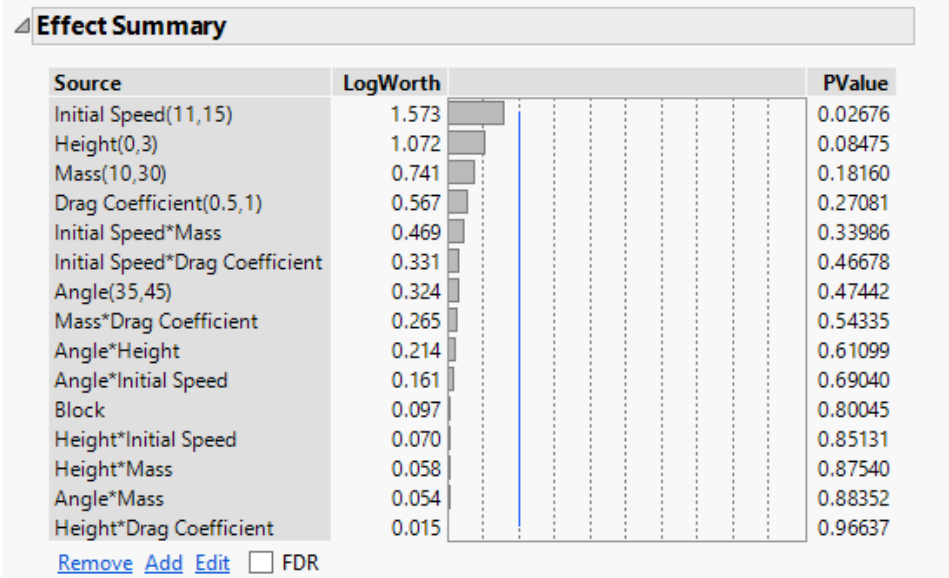 Effect Summary
Source LogWorth PValue
Initial Speed(11,15) 1.573 0.02676
Height(0,3) 1.072 0.08475
Mass(10,30) 0.741 0.18160
Drag Coefficient(0.5,1) 0.567 0.27081
Initial Speed*Mass 0.469 0.33986
Initial Speed*Drag Coefficient 0.331 0.46678
Angle(35,45) 0.324 0.47442
Mass*Drag Coefficient 0.265 0.54335
Angle*Height 0.214 0.61099
Angle*Initial Speed 0.161 0.69040
Block 0.097 0.80045
Height*Initial Speed 0.070 0.85131
Height*Mass 0.058 0.87540
Angle*Mass 0.054 0.88352
Height*Drag Coefficient 0.015 0.96637
Remove Add Edit FDR